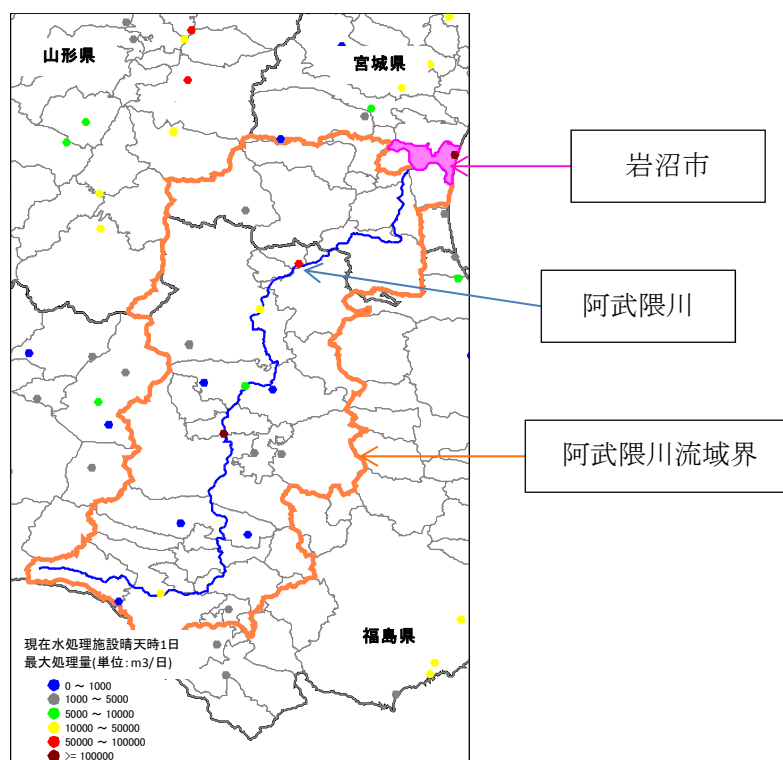 山形県
宮城県
岩沼市
阿武隈川
阿武隈川流域界
福島県
現在水処理施設晴天時1日
最大処理量(単位:m3/日)
0 ～ 1000
1000 ～ 5000
5000 ～ 10000
10000 ～ 50000
50000 ～ 100000
>= 100000